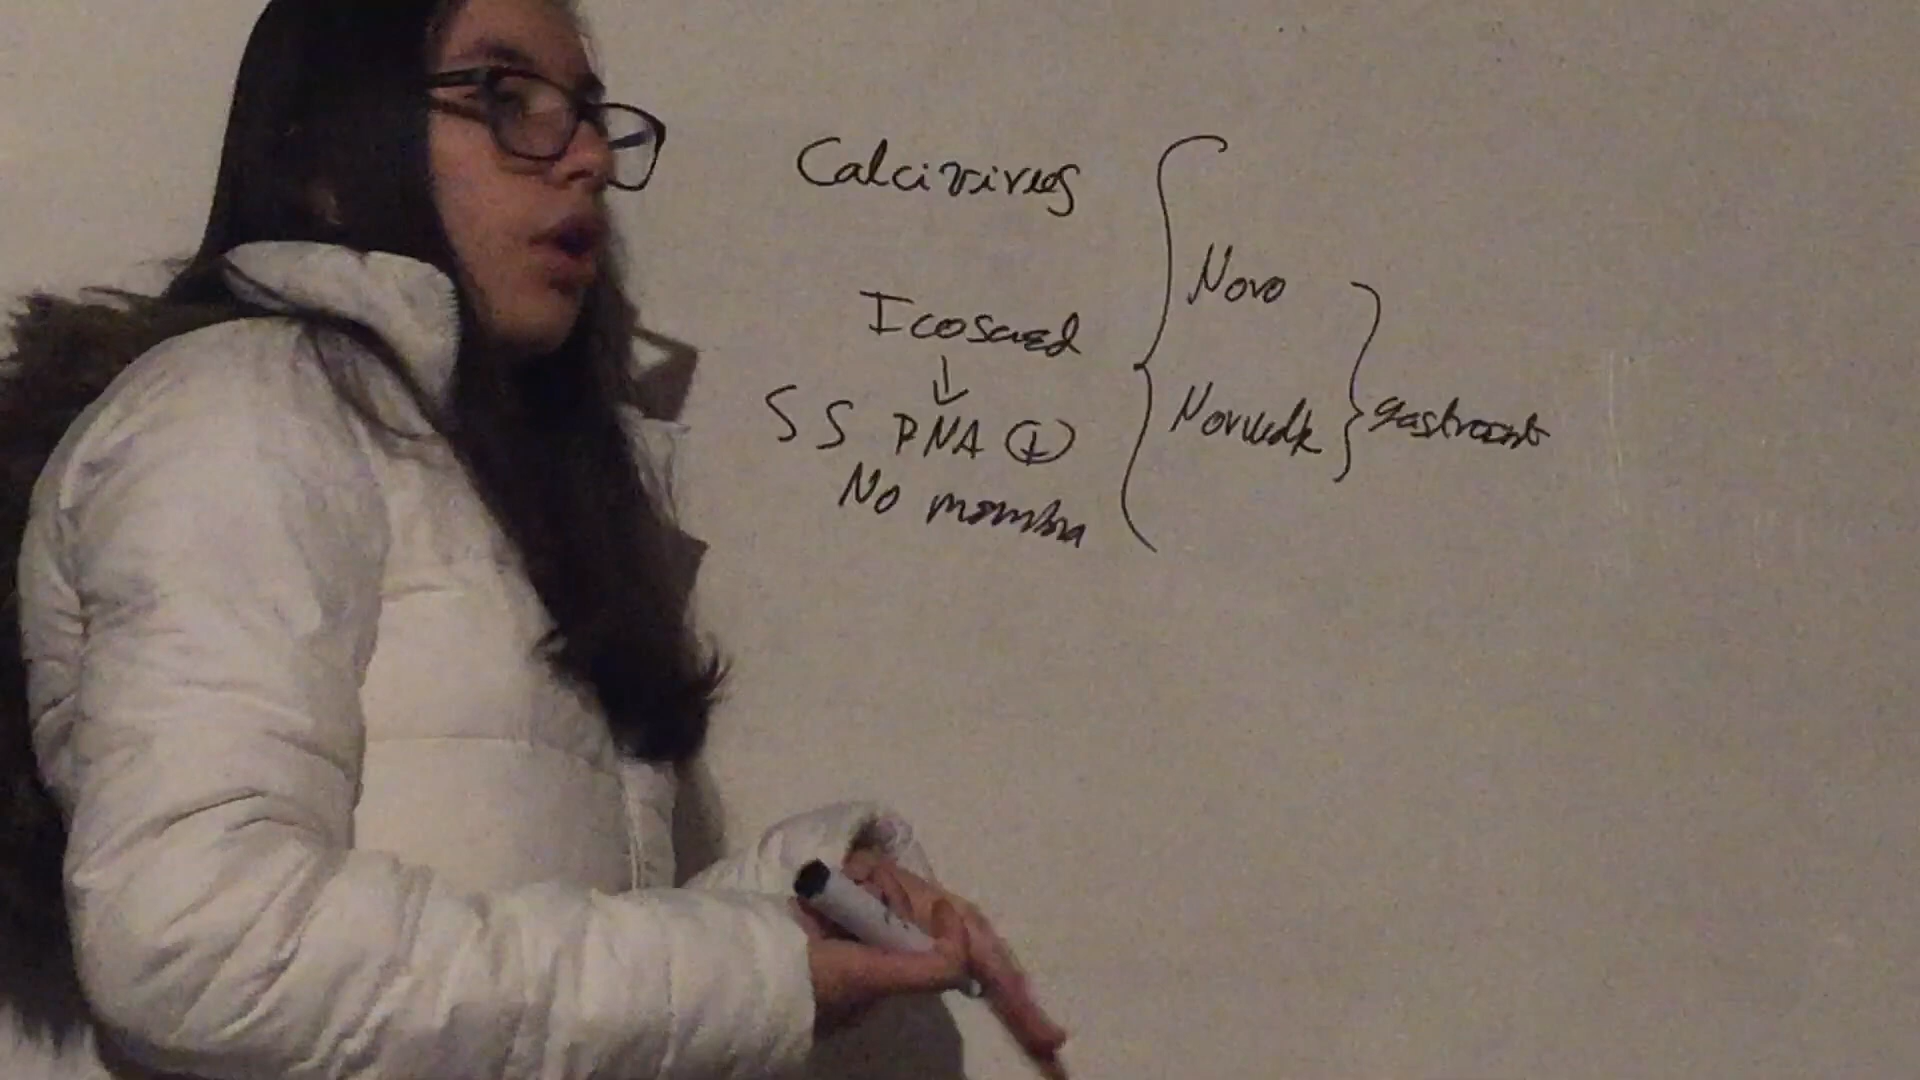 Calcivirus
Icosaed
↓
SS RNA (+)
No membra
Novo
Norwalk
gastroent